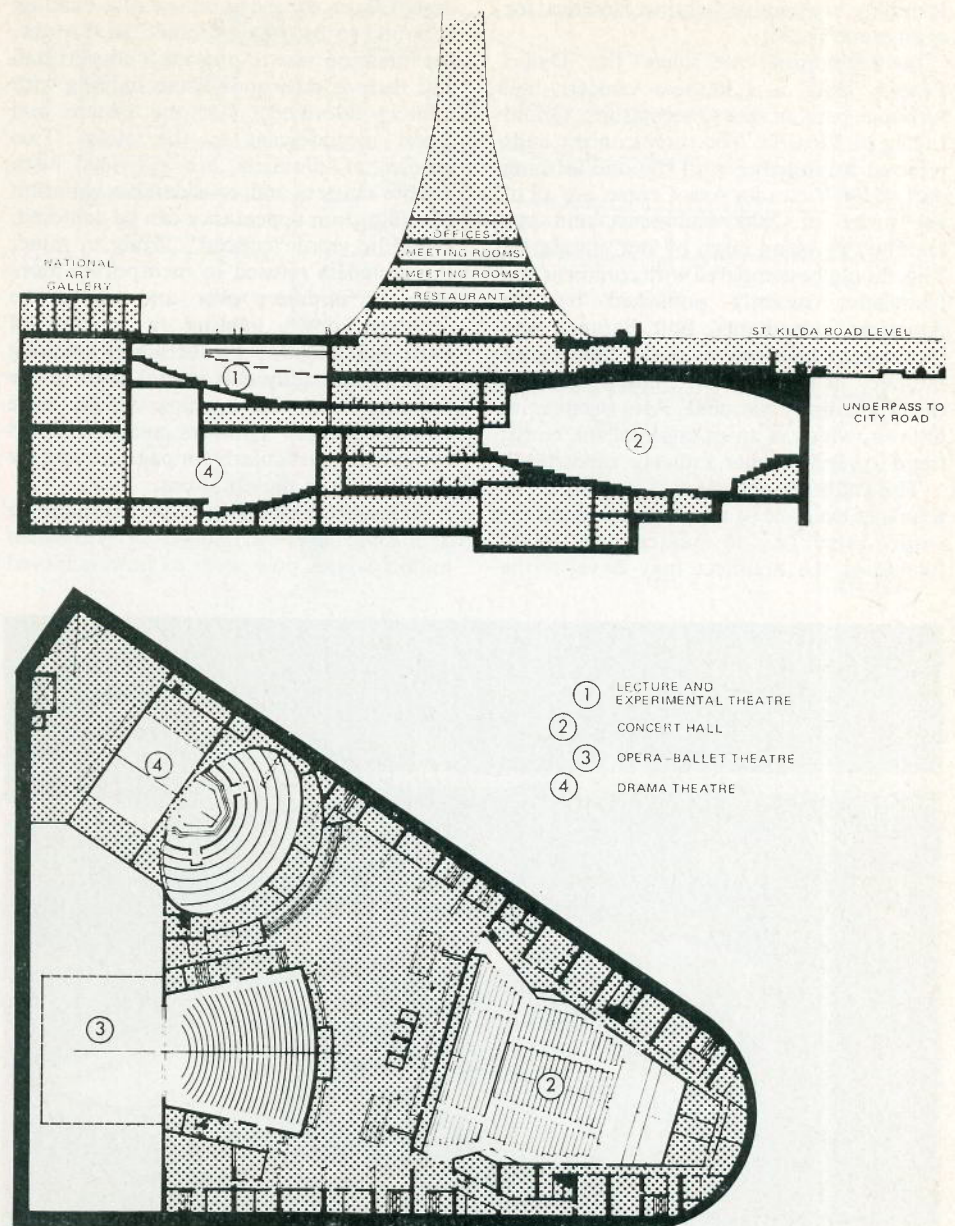 OFFICES
MEETING ROOMS
MEETING ROOMS
RESTAURANT
NATIONAL
ART
GALLERY
ST. KILDA ROAD LEVEL
1
2
UNDERPASS TO
CITY ROAD
4
1 LECTURE AND
EXPERIMENTAL THEATRE
2 CONCERT HALL
3 OPERA-BALLET THEATRE
4 DRAMA THEATRE
4
3
2